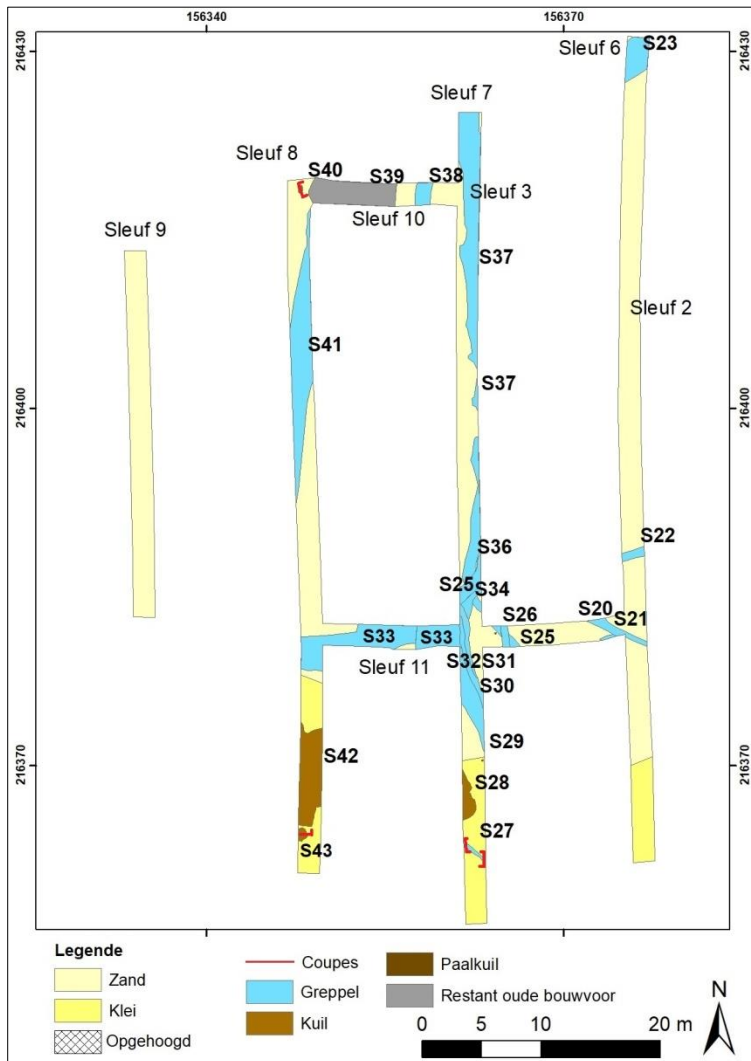 156340 156370
216430 216430
Sleuf 6 S23
Sleuf 7
Sleuf 8
S40 S39 S38
Sleuf 3
Sleuf 10
Sleuf 9
S37
Sleuf 2
S41
S37
216400 216400
S36 S22
S25 S34
S26 S20 S21
S33 S33 S25
Sleuf 11 S32 S31
S30
S29
216370 216370
S42 S28
S27
S43
Legende
Zand
Klei
Opgehoogd
Coupes
Greppel
Kuil
Paalkuil
Restant oude bouwvoor
N
0 5 10 20 m